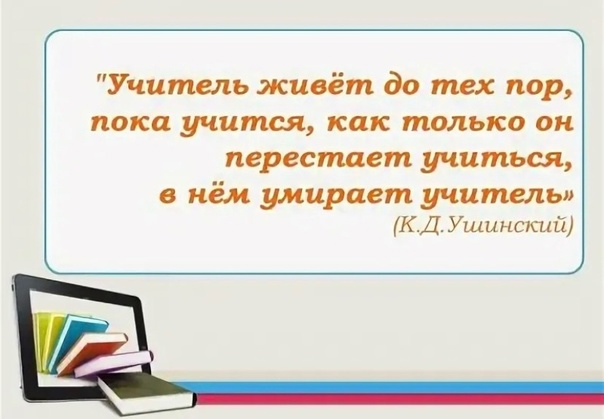 "Учитель живёт до тех пор,
пока учится, как только он
перестает учиться,
в нём умирает учитель»
(К.Д.Ушинский)